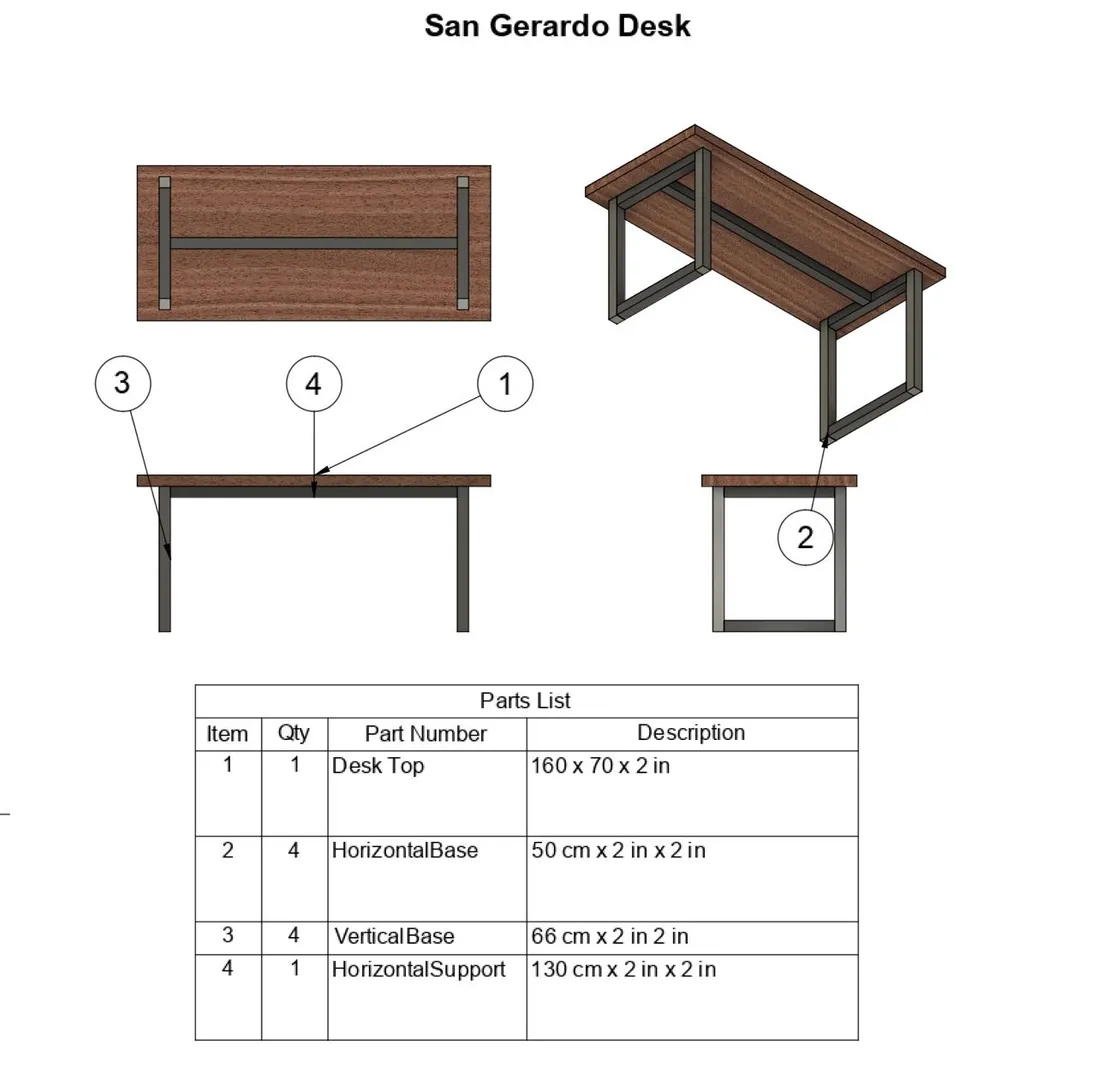 San Gerardo Desk
3
4
1
2
Parts List
Item Qty Part Number Description
1 1 Desk Top 160 x 70 x 2 in
2 4 HorizontalBase 50 cm x 2 in x 2 in
3 4 VerticalBase 66 cm x 2 in 2 in
4 1 HorizontalSupport 130 cm x 2 in x 2 in